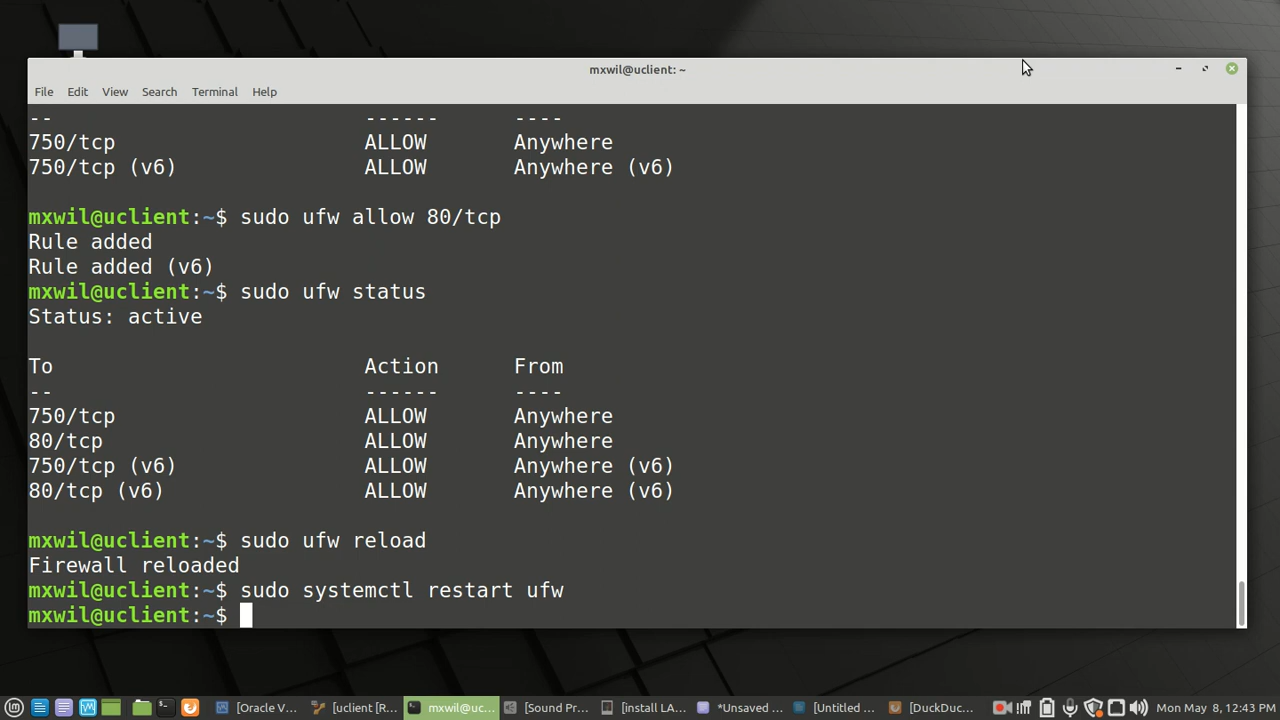 mxwil@uclient: ~
File Edit View Search Terminal Help
-- ------ ----
750/tcp ALLOW Anywhere
750/tcp (v6) ALLOW Anywhere (v6)
mxwil@uclient:~$ sudo ufw allow 80/tcp
Rule added
Rule added (v6)
mxwil@uclient:~$ sudo ufw status
Status: active
To Action From
-- ------ ----
750/tcp ALLOW Anywhere
80/tcp ALLOW Anywhere
750/tcp (v6) ALLOW Anywhere (v6)
80/tcp (v6) ALLOW Anywhere (v6)
mxwil@uclient:~$ sudo ufw reload
Firewall reloaded
mxwil@uclient:~$ sudo systemctl restart ufw
mxwil@uclient:~$
[Oracle V... [uclient [R... mxwil@uc... [Sound Pr... [install LA... *Unsaved ... [Untitled ... [DuckDuc... Mon May 8, 12:43 PM